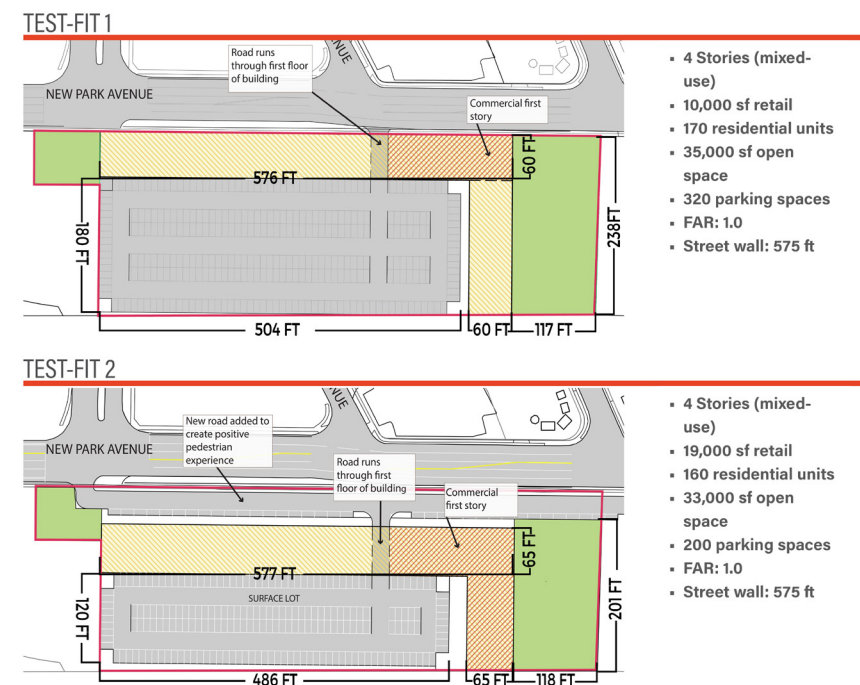 TEST-FIT 1
Road runs
through first floor
of building
NUE
NEW PARK AVENUE
Commercial first
story
576 FT
60 FT
180 FT
238FT
504 FT
60 FT
117 FT
▪ 4 Stories (mixed-
use)
▪ 10,000 sf retail
▪ 170 residential units
▪ 35,000 sf open
space
▪ 320 parking spaces
▪ FAR: 1.0
▪ Street wall: 575 ft
TEST-FIT 2
New road added to
create positive
pedestrian
experience
NUE
NEW PARK AVENUE
Road runs
through first
floor of building
Commercial
first story
577 FT
65 FT
SURFACE LOT
120 FT
201 FT
486 FT
65 FT
118 FT
▪ 4 Stories (mixed-
use)
▪ 19,000 sf retail
▪ 160 residential units
▪ 33,000 sf open
space
▪ 200 parking spaces
▪ FAR: 1.0
▪ Street wall: 575 ft